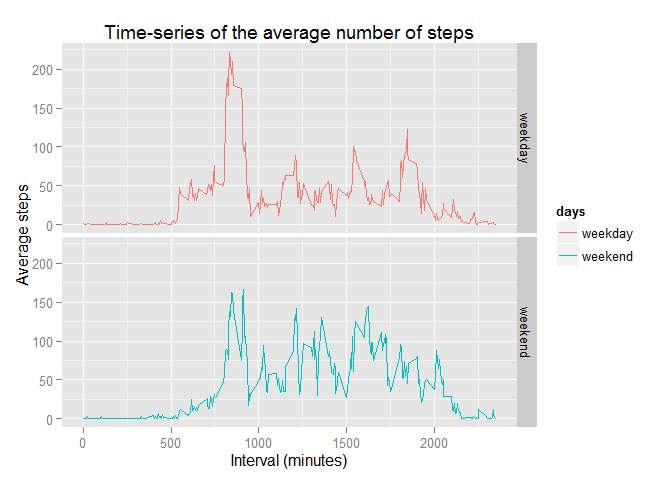 Time-series of the average number of steps
200
150
100
50
0
weekday
200
150
100
50
0
weekend
Average steps
0 500 1000 1500 2000
Interval (minutes)
days
weekday
weekend